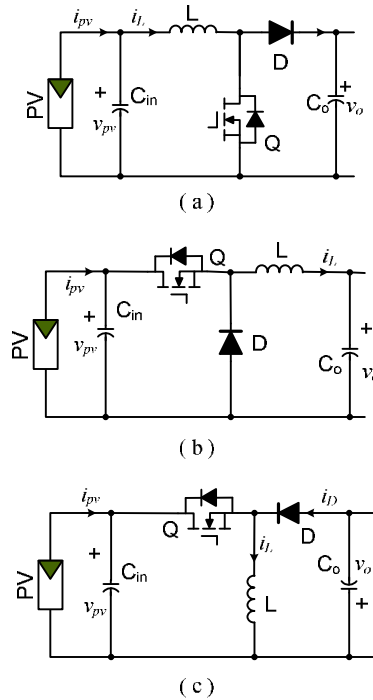 i_pv i_L L
D
PV + C_in v_pv Q C_o + v_o
( a )
Q L i_L
i_pv
PV + C_in v_pv D C_o + v_o
( b )
i_pv Q D i_D
PV + C_in v_pv i_L L C_o v_o +
( c )